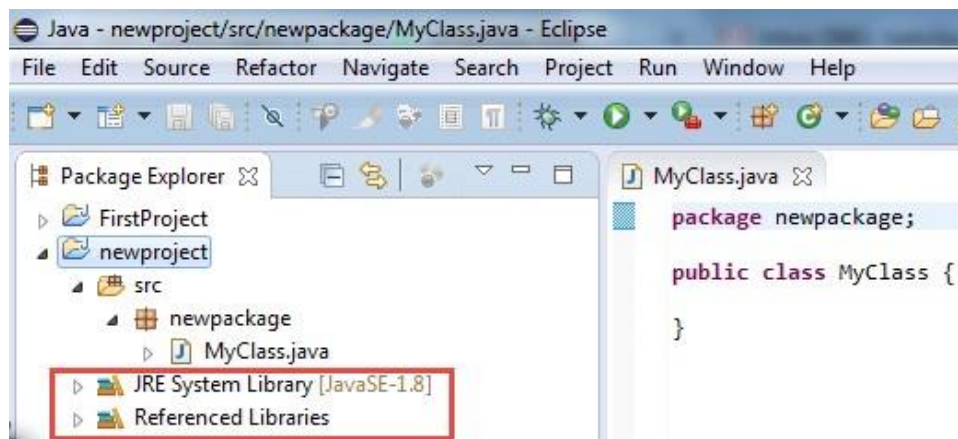 Java - newproject/src/newpackage/MyClass.java - Eclipse
File Edit Source Refactor Navigate Search Project Run Window Help
Package Explorer
MyClass.java
FirstProject
newproject
src
newpackage
MyClass.java
JRE System Library [JavaSE-1.8]
Referenced Libraries
package newpackage;
public class MyClass {
}